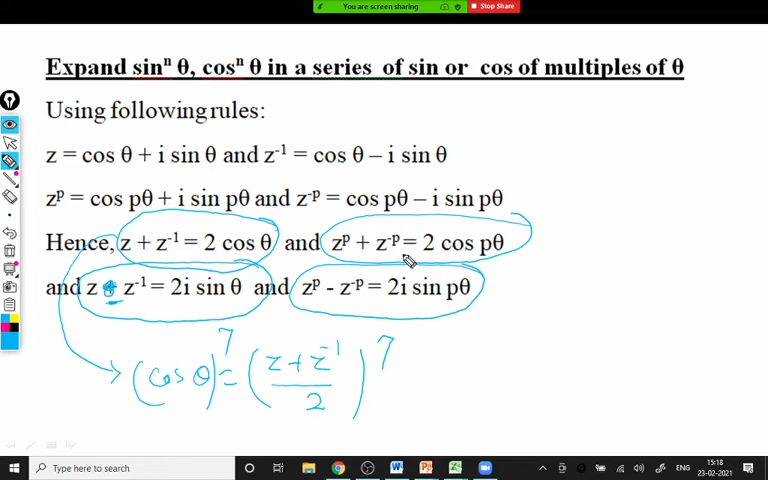 You are screen sharing Stop Share
Expand sinⁿ θ, cosⁿ θ in a series of sin or cos of multiples of θ
Using following rules:
z = cos θ + i sin θ and z⁻¹ = cos θ – i sin θ
zᵖ = cos pθ + i sin pθ and z⁻ᵖ = cos pθ – i sin pθ
Hence, z + z⁻¹ = 2 cos θ and zᵖ + z⁻ᵖ = 2 cos pθ
and z z⁻¹ = 2i sin θ and zᵖ - z⁻ᵖ = 2i sin pθ
(cos θ)⁷ = (z + z⁻¹ / 2)⁷
Type here to search
ENG
15:18
23-02-2021